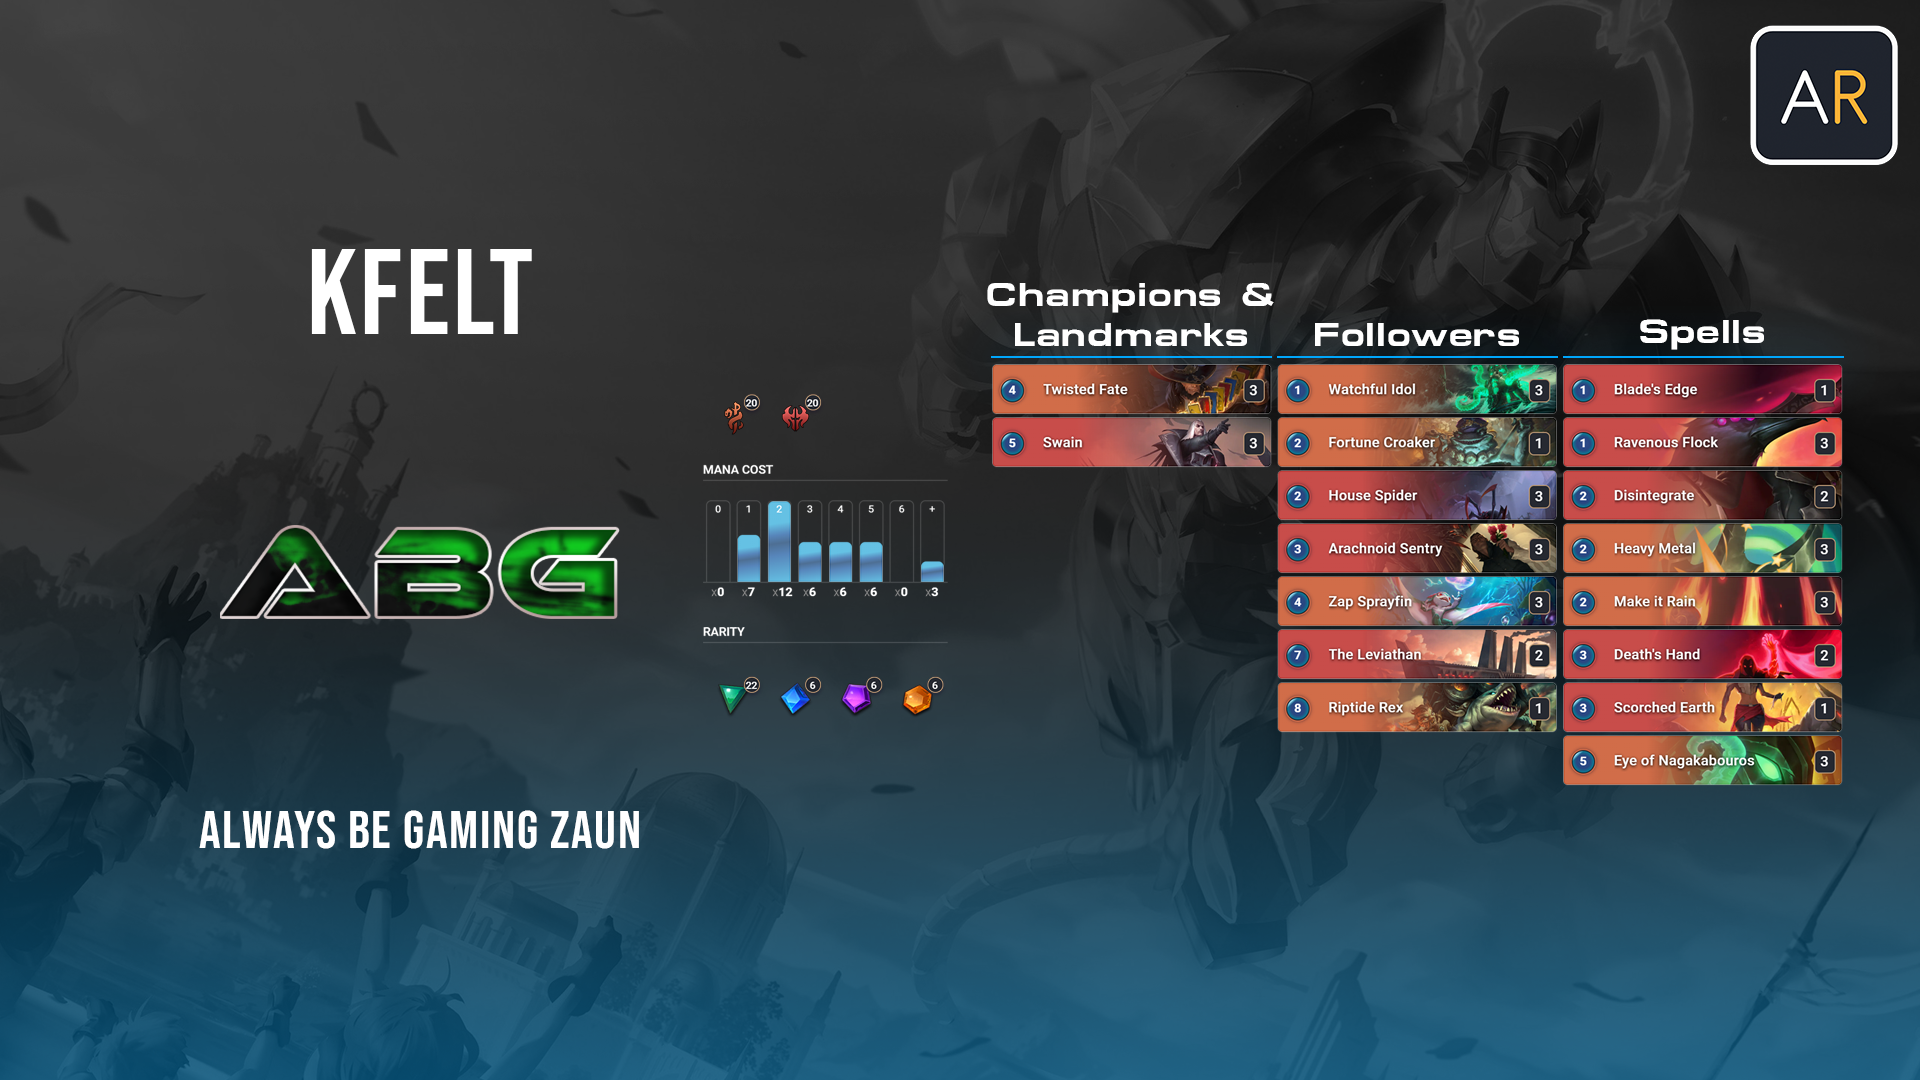 AR
KFELT
ABG
ALWAYS BE GAMING ZAUN
20 20
MANA COST
0 1 2 3 4 5 6 +
x0 x7 x12 x6 x6 x6 x0 x3
RARITY
22 6 6 6
Champions &
Landmarks
4 Twisted Fate 3
5 Swain 3
Followers
1 Watchful Idol 3
2 Fortune Croaker 1
2 House Spider 3
3 Arachnoid Sentry 3
4 Zap Sprayfin 3
7 The Leviathan 2
8 Riptide Rex 1
Spells
1 Blade's Edge 1
1 Ravenous Flock 3
2 Disintegrate 2
2 Heavy Metal 3
2 Make it Rain 3
3 Death's Hand 2
3 Scorched Earth 1
5 Eye of Nagakabouros 3